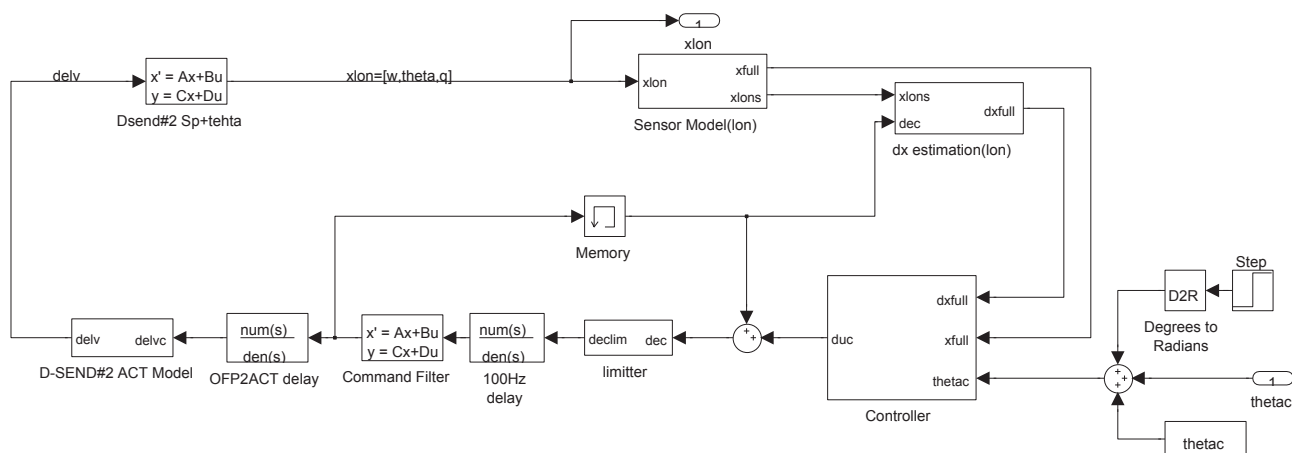 1
xlon
delv
x' = Ax+Bu
y = Cx+Du
Dsend#2 Sp+tehta
xlon=[w,theta,q]
xlon
xfull
xlons
Sensor Model(lon)
xlons
dec
dxfull
dx estimation(lon)
Memory
Step
D2R
Degrees to
Radians
dxfull
xfull
thetac
duc
Controller
+
+
dec
declim
limitter
num(s)
den(s)
100Hz
delay
x' = Ax+Bu
y = Cx+Du
Command Filter
num(s)
den(s)
OFP2ACT delay
delv
delvc
D-SEND#2 ACT Model
+
+
+
1
thetac
thetac